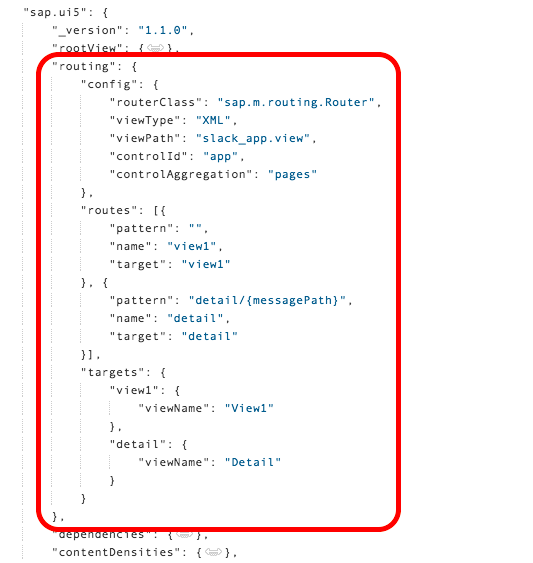 "sap.ui5": {
"_version": "1.1.0",
"rootView": {
},
"routing": {
"config": {
"routerClass": "sap.m.routing.Router",
"viewType": "XML",
"viewPath": "slack_app.view",
"controlId": "app",
"controlAggregation": "pages"
},
"routes": [{
"pattern": "",
"name": "view1",
"target": "view1"
}, {
"pattern": "detail/{messagePath}",
"name": "detail",
"target": "detail"
}],
"targets": {
"view1": {
"viewName": "View1"
},
"detail": {
"viewName": "Detail"
}
}
},
"dependencies": { },
"contentDensities": { },